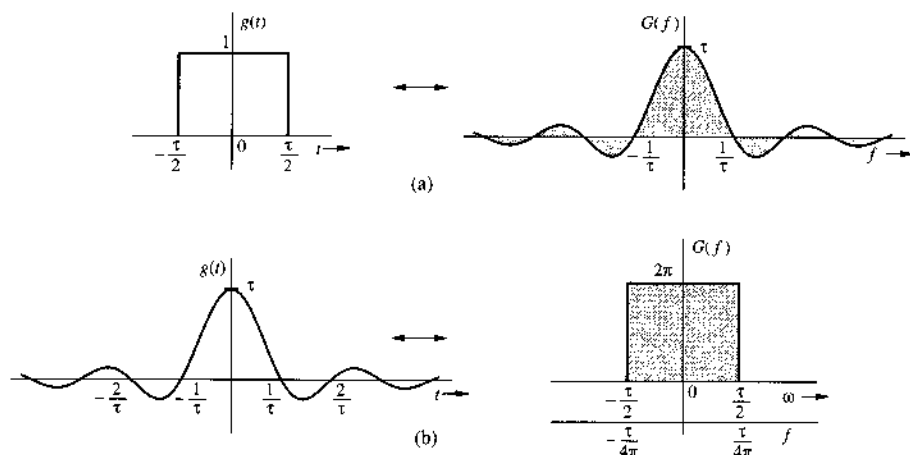 g(t) G(f)
1 τ
-τ/2 0 τ/2 t -1/τ 1/τ f
(a)
g(t) G(f)
τ 2π
-2/τ -1/τ 1/τ 2/τ t -τ/2 0 τ/2 ω
(b) -τ/4π τ/4π f